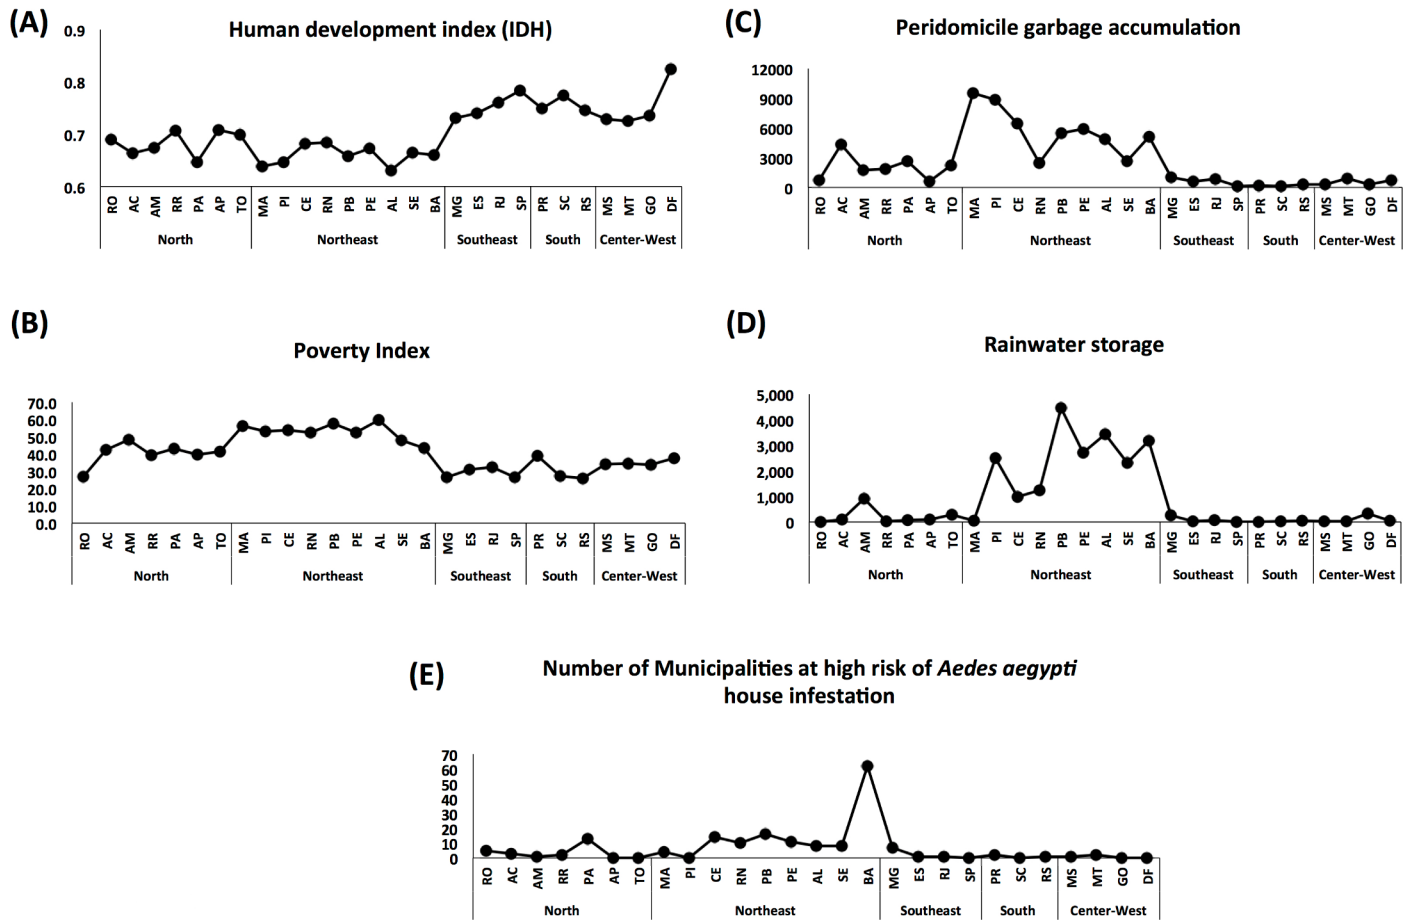 (A)
Human development index (IDH)
0.9
0.8
0.7
0.6
RO AC AM RR PA AP TO MA PI CE RN PB PE AL SE BA MG ES RJ SP PR SC RS MS MT GO DF
North Northeast Southeast South Center-West
(B)
Poverty Index
70.0
60.0
50.0
40.0
30.0
20.0
10.0
0.0
RO AC AM RR PA AP TO MA PI CE RN PB PE AL SE BA MG ES RJ SP PR SC RS MS MT GO DF
North Northeast Southeast South Center-West
(C)
Peridomicile garbage accumulation
12000
9000
6000
3000
0
RO AC AM RR PA AP TO MA PI CE RN PB PE AL SE BA MG ES RJ SP PR SC RS MS MT GO DF
North Northeast Southeast South Center-West
(D)
Rainwater storage
5,000
4,000
3,000
2,000
1,000
0
RO AC AM RR PA AP TO MA PI CE RN PB PE AL SE BA MG ES RJ SP PR SC RS MS MT GO DF
North Northeast Southeast South Center-West
(E)
Number of Municipalities at high risk of Aedes aegypti
house infestation
70
60
50
40
30
20
10
0
RO AC AM RR PA AP TO MA PI CE RN PB PE AL SE BA MG ES RJ SP PR SC RS MS MT GO DF
North Northeast Southeast South Center-West